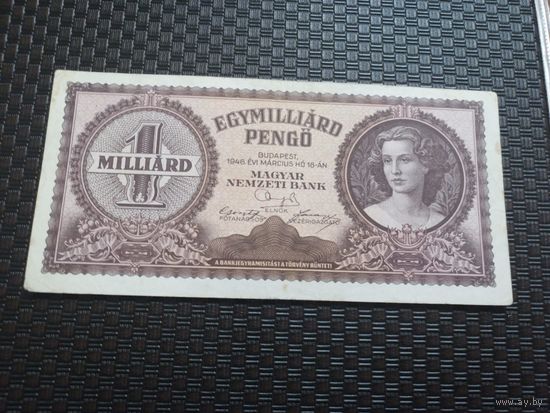 1
MILLIÁRD
EGYMILLIÁRD
PENGŐ
BUDAPEST,
1946. ÉVI MÁRCIUS HÓ 18-ÁN
MAGYAR
NEMZETI BANK
ELNÖK
FŐTANÁCSOS
VEZÉRIGAZGATÓ
A BANKJEGYHAMISÍTÁST A TÖRVÉNY BÜNTETI
www.ay.by